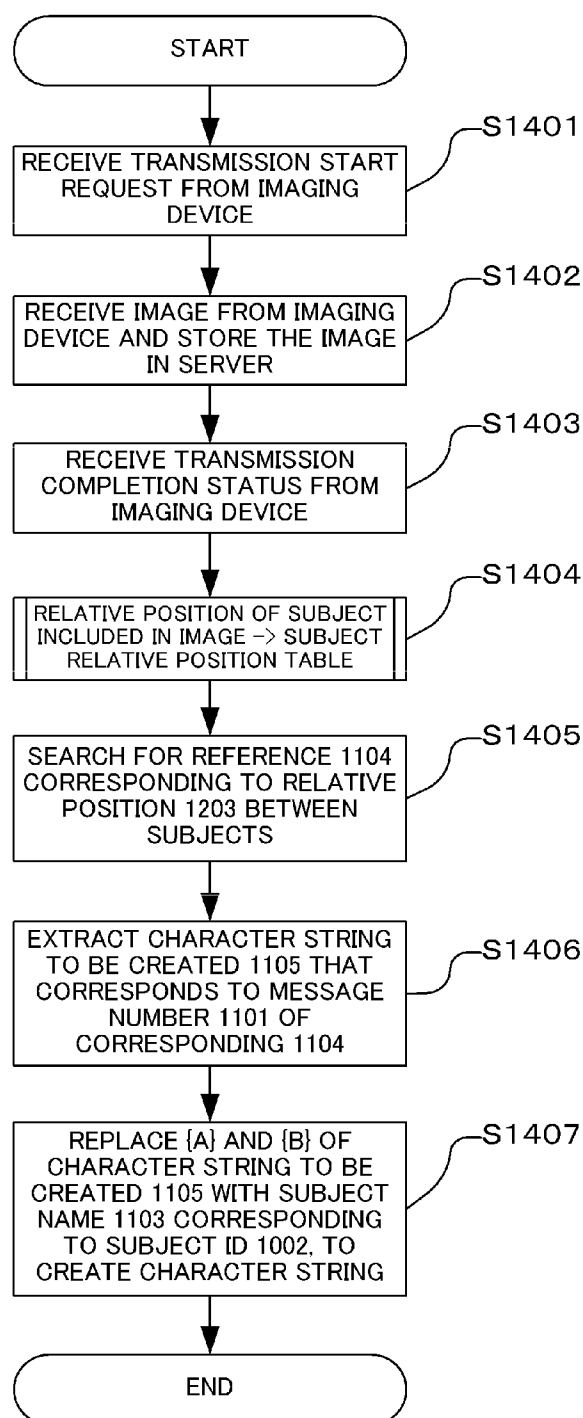 START
S1401
RECEIVE TRANSMISSION START
REQUEST FROM IMAGING
DEVICE
S1402
RECEIVE IMAGE FROM IMAGING
DEVICE AND STORE THE IMAGE
IN SERVER
S1403
RECEIVE TRANSMISSION
COMPLETION STATUS FROM
IMAGING DEVICE
S1404
RELATIVE POSITION OF SUBJECT
INCLUDED IN IMAGE -> SUBJECT
RELATIVE POSITION TABLE
S1405
SEARCH FOR REFERENCE 1104
CORRESPONDING TO RELATIVE
POSITION 1203 BETWEEN
SUBJECTS
S1406
EXTRACT CHARACTER STRING
TO BE CREATED 1105 THAT
CORRESPONDS TO MESSAGE
NUMBER 1101 OF
CORRESPONDING 1104
S1407
REPLACE {A} AND {B} OF
CHARACTER STRING TO BE
CREATED 1105 WITH SUBJECT
NAME 1103 CORRESPONDING
TO SUBJECT ID 1002, TO
CREATE CHARACTER STRING
END